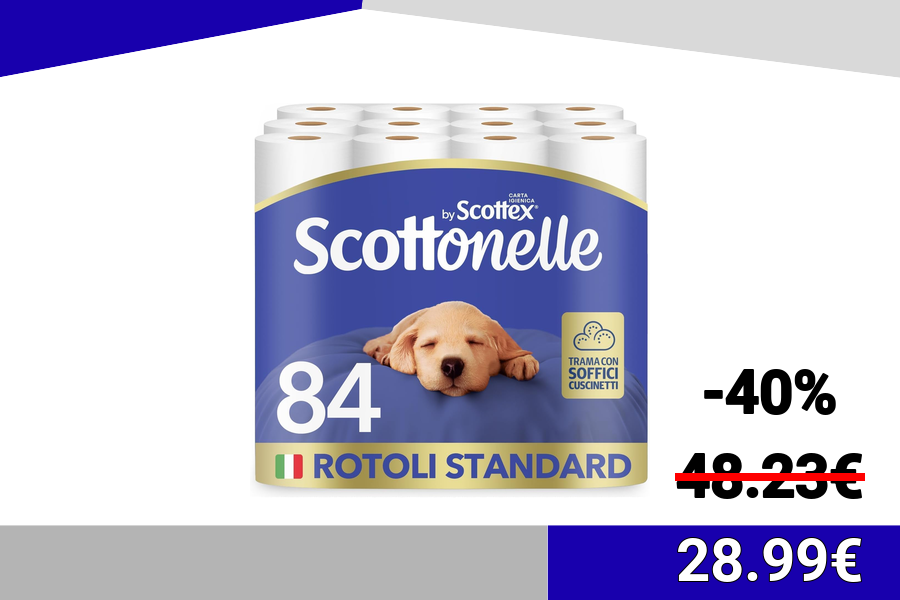 CARTA
IGIENICA
by Scottex®
Scottonelle
TRAMA CON
SOFFICI
CUSCINETTI
84
ROTOLI STANDARD
-40%
48.23€
28.99€